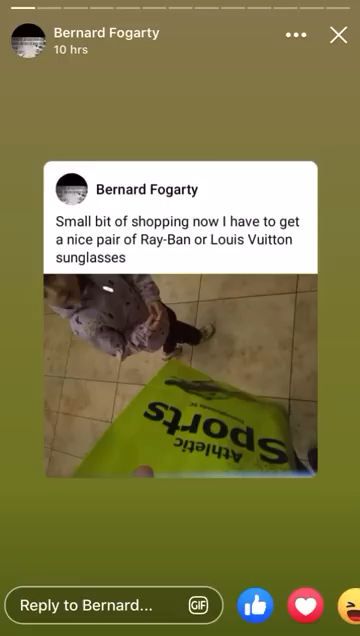 Bernard Fogarty
10 hrs
Bernard Fogarty
Small bit of shopping now I have to get
a nice pair of Ray-Ban or Louis Vuitton
sunglasses
Athletic
Sports
Reply to Bernard...
GIF